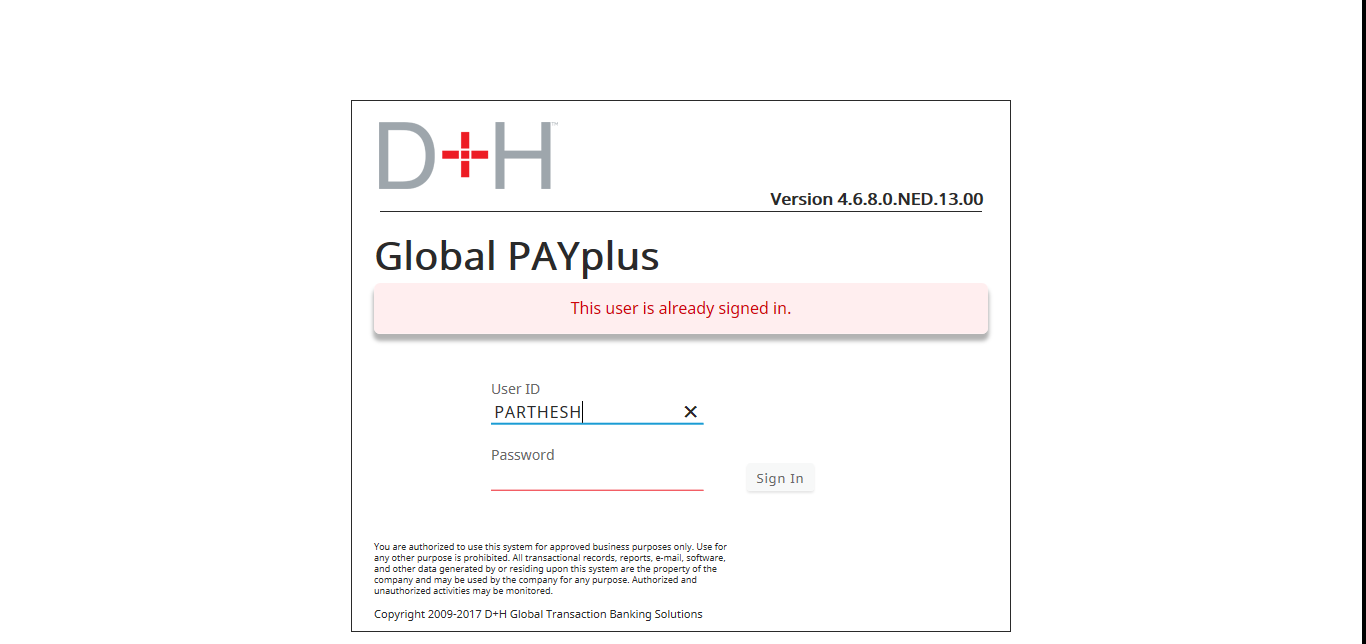 D+H™
Version 4.6.8.0.NED.13.00
Global PAYplus
This user is already signed in.
User ID
PARTHESH
Password
Sign In
You are authorized to use this system for approved business purposes only. Use for
any other purpose is prohibited. All transactional records, reports, e-mail, software,
and other data generated by or residing upon this system are the property of the
company and may be used by the company for any purpose. Authorized and
unauthorized activities may be monitored.
Copyright 2009-2017 D+H Global Transaction Banking Solutions